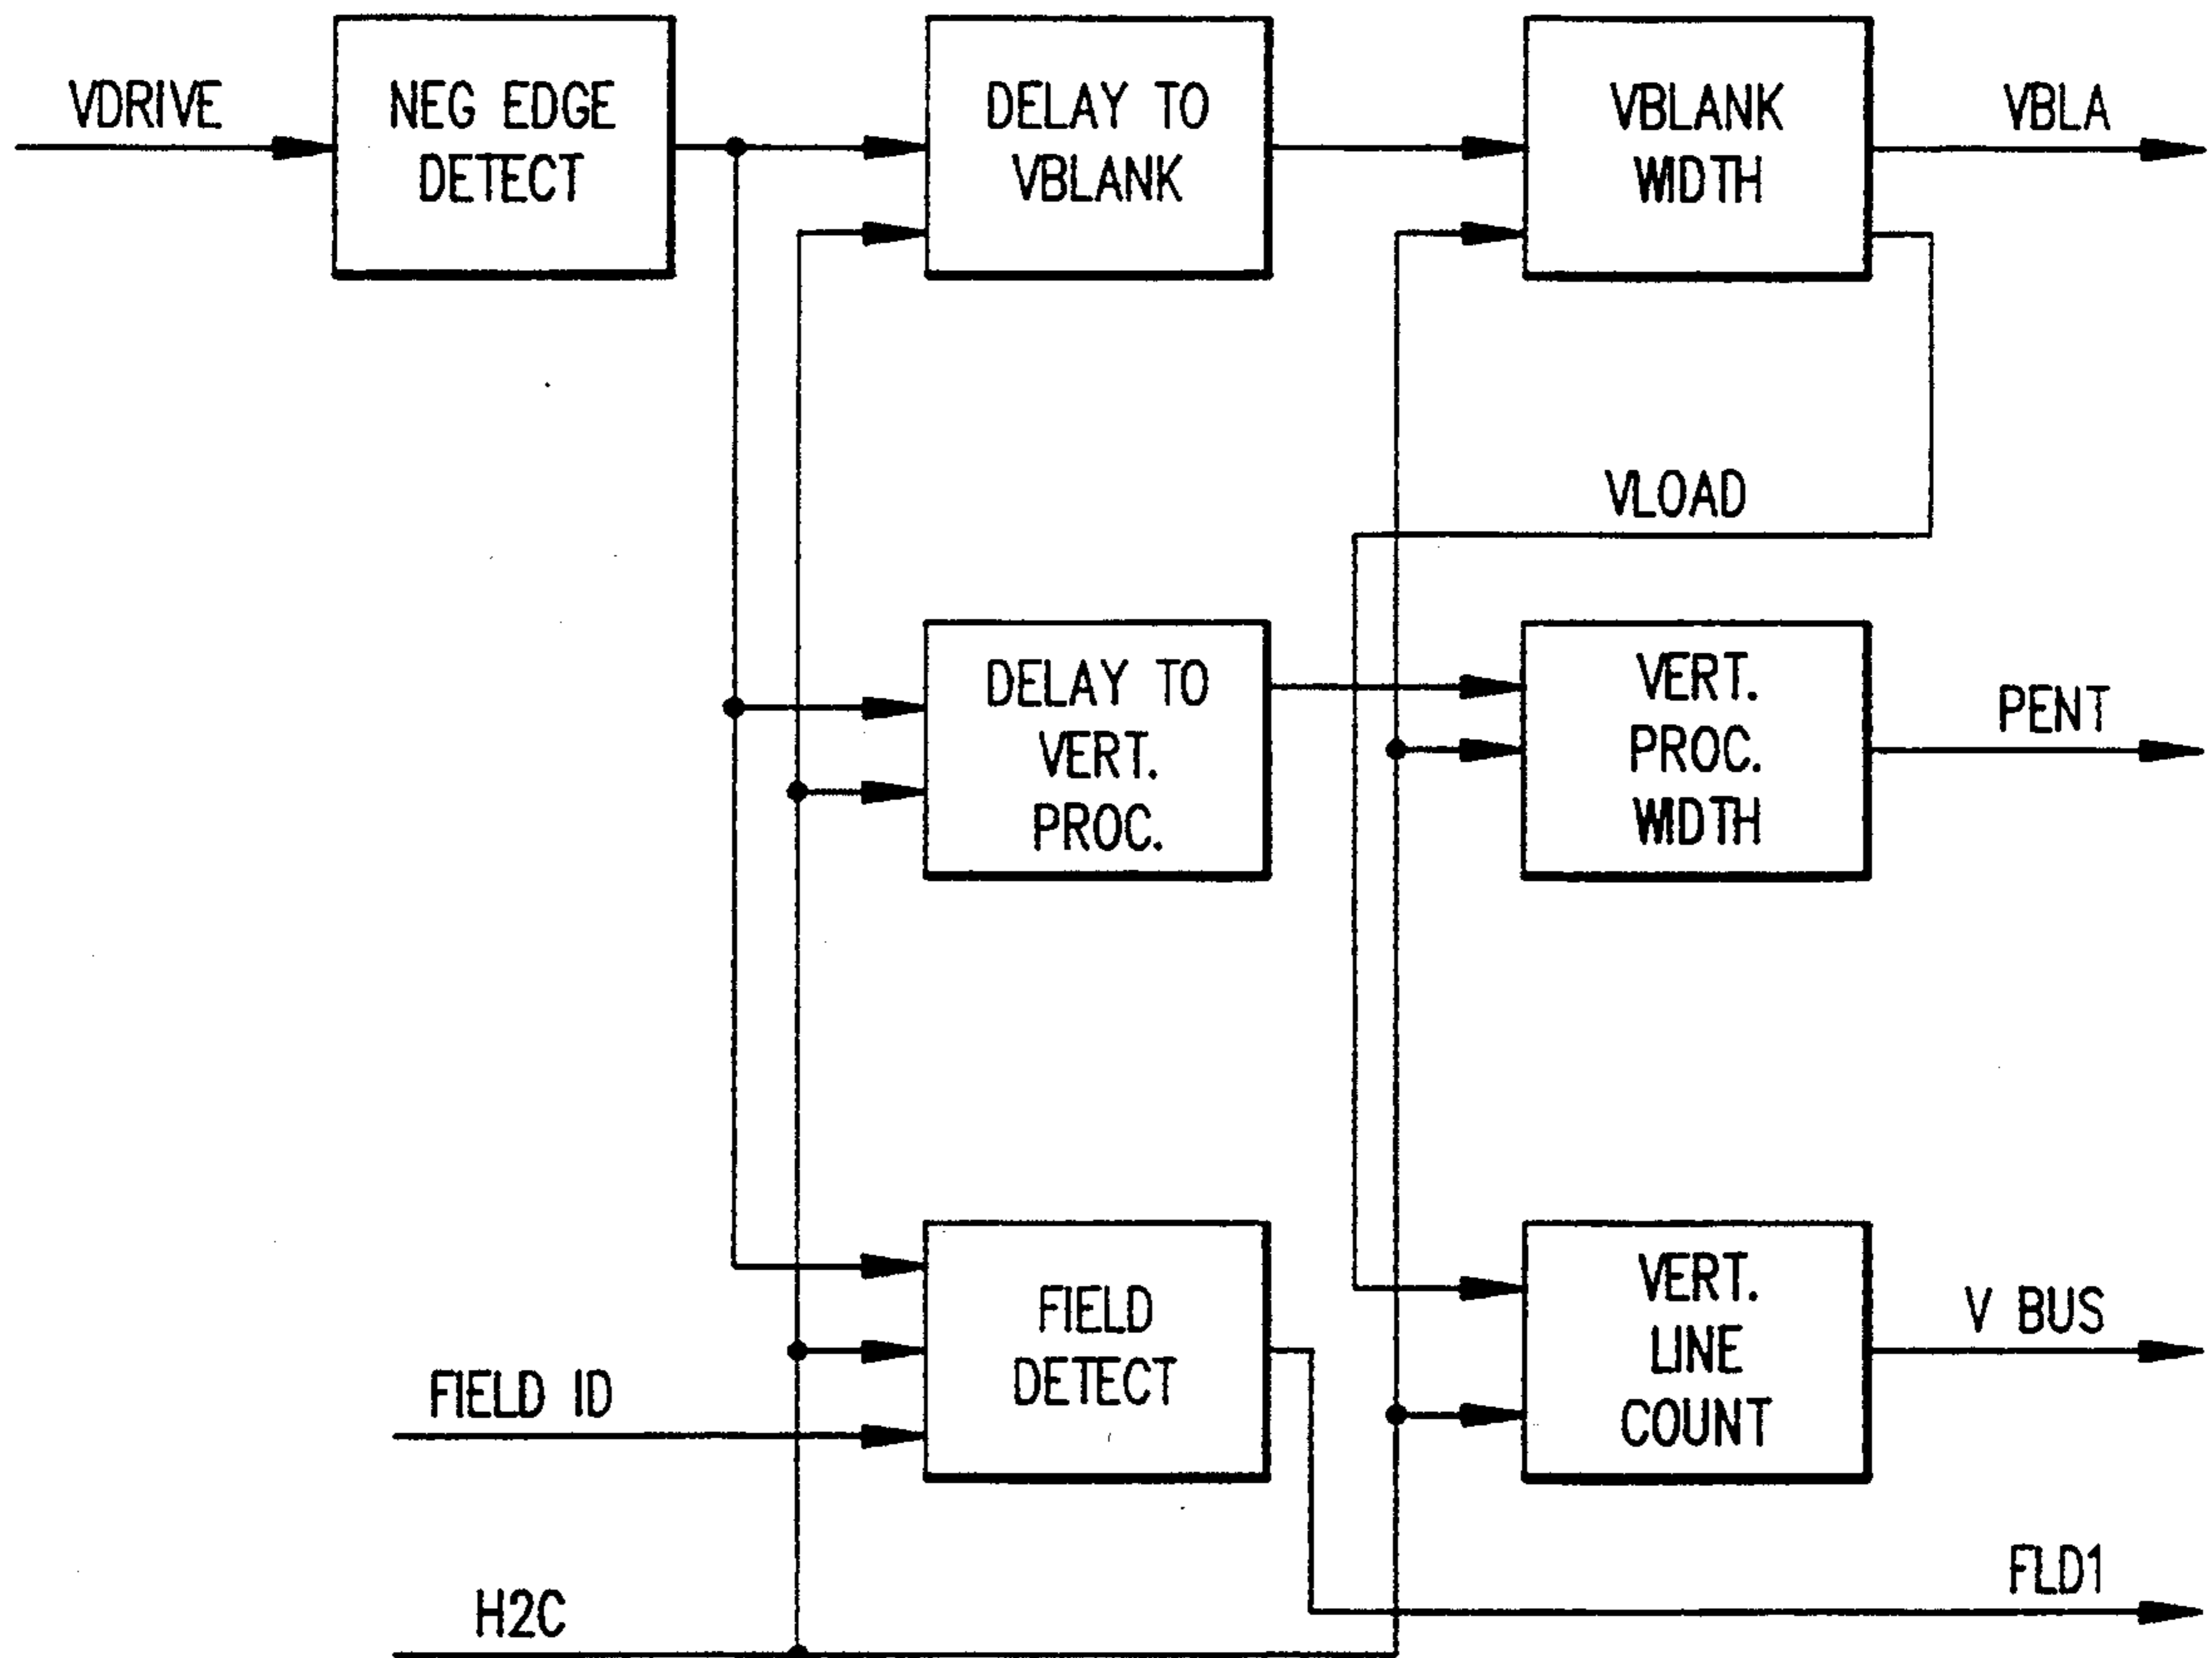 VDRIVE
NEG EDGE
DETECT
DELAY TO
VBLANK
VBLANK
WIDTH
VBLA
VLOAD
DELAY TO
VERT.
PROC.
VERT.
PROC.
WIDTH
PENT
FIELD ID
FIELD
DETECT
VERT.
LINE
COUNT
V BUS
H2C
FLD1